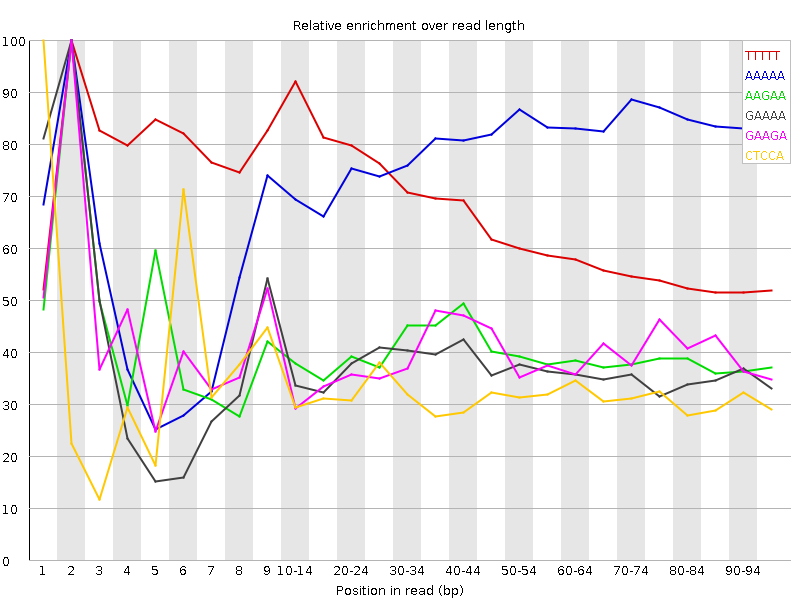 Relative enrichment over read length
100
90
80
70
60
50
40
30
20
10
0
TTTTT
AAAAA
AAGAA
GAAAA
GAAGA
CTCCA
1 2 3 4 5 6 7 8 9 10-14 20-24 30-34 40-44 50-54 60-64 70-74 80-84 90-94
Position in read (bp)